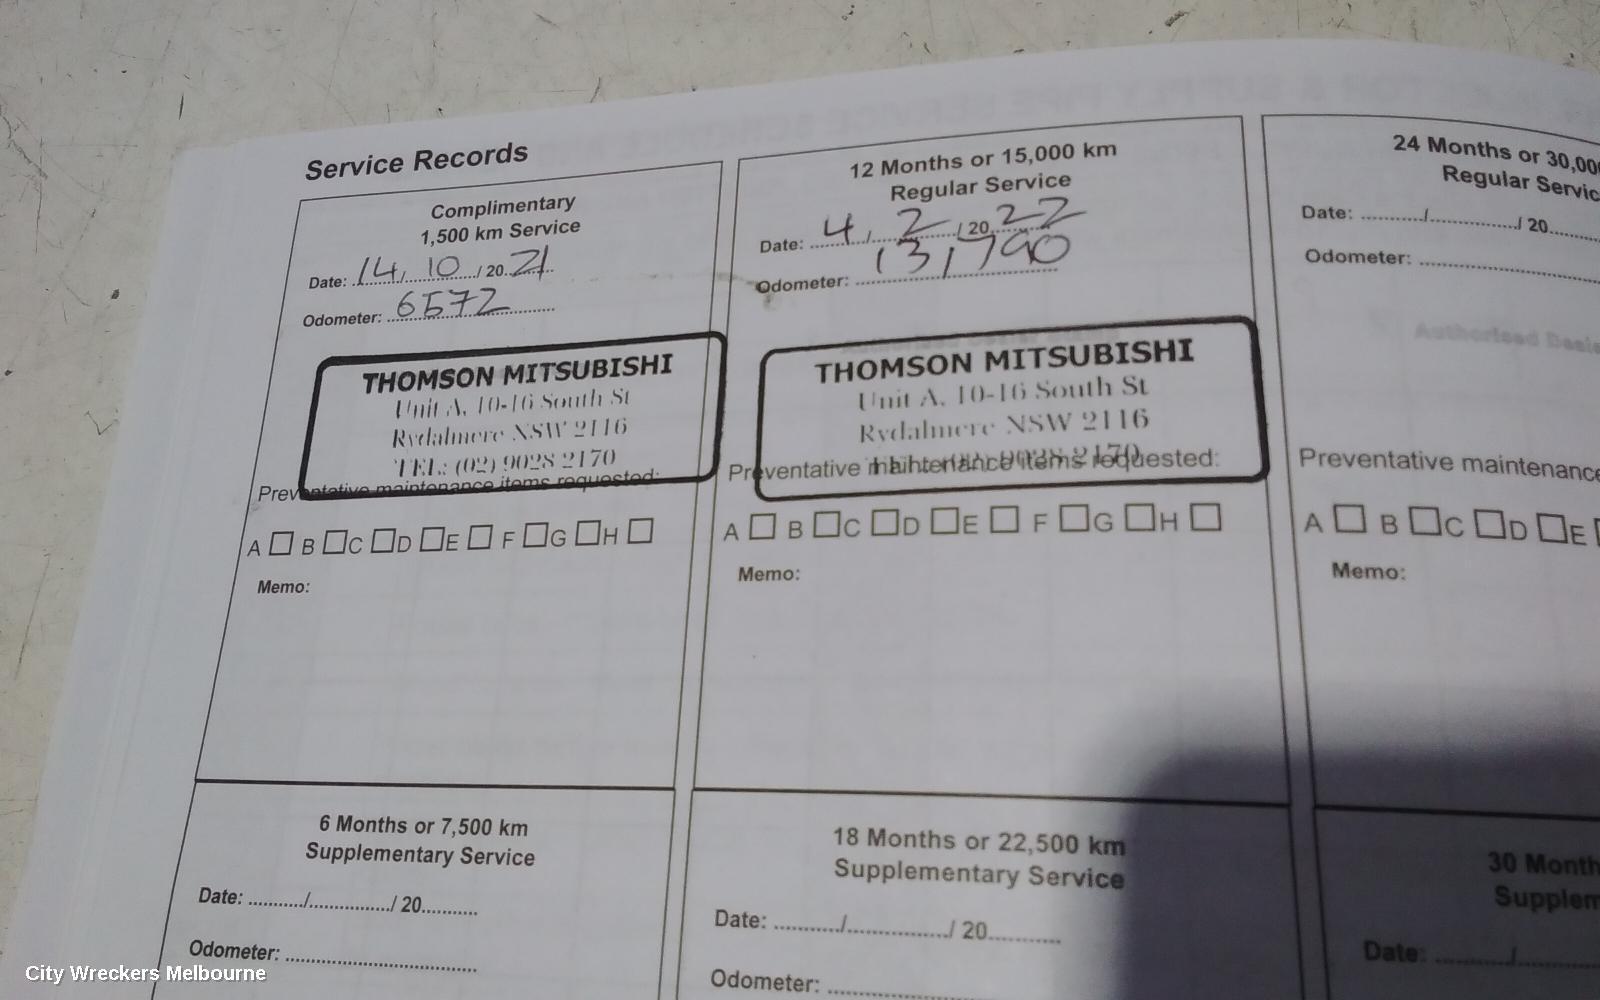 Service Records
Complimentary
1,500 km Service
Date: 14/10/2021
Odometer: 6572
THOMSON MITSUBISHI
Unit A, 10-16 South St
Rydalmere NSW 2116
TEL: (02) 9028 2170
Preventative maintenance items requested:
A B C D E F G H
Memo:
12 Months or 15,000 km
Regular Service
Date: 4/2/2022
Odometer: 13,790
THOMSON MITSUBISHI
Unit A, 10-16 South St
Rydalmere NSW 2116
9028 2170
Preventative maintenance items requested:
A B C D E F G H
Memo:
24 Months or 30,00
Regular Servic
Date: ............/................/ 20..........
Odometer: ..............................
Preventative maintenance
A B C D E
Memo:
6 Months or 7,500 km
Supplementary Service
Date: .........../................/ 20...........
Odometer: .....................................
18 Months or 22,500 km
Supplementary Service
Date: ............/................../ 20.............
Odometer: ..............................
30 Month
Supplem
Date: ............/............
City Wreckers Melbourne